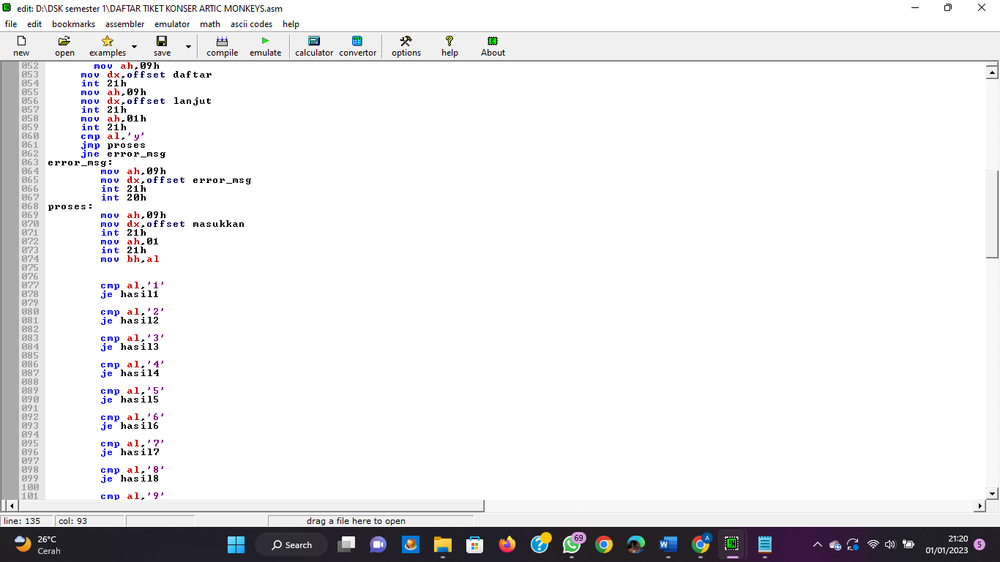 edit: D:\DSK semester 1\DAFTAR TIKET KONSER ARTIC MONKEYS.asm
file edit bookmarks assembler emulator math ascii codes help
new open examples save compile emulate calculator convertor options help About
052 mov ah,09h
053 mov dx,offset daftar
054 int 21h
055 mov ah,09h
056 mov dx,offset lanjut
057 int 21h
058 mov ah,01h
059 int 21h
060 cmp al,'y'
061 jmp proses
062 jne error_msg
063 error_msg:
064 mov ah,09h
065 mov dx,offset error_msg
066 int 21h
067 int 20h
068 proses:
069 mov ah,09h
070 mov dx,offset masukkan
071 int 21h
072 mov ah,01
073 int 21h
074 mov bh,al
075
076
077 cmp al,'1'
078 je hasil1
079
080 cmp al,'2'
081 je hasil2
082
083 cmp al,'3'
084 je hasil3
085
086 cmp al,'4'
087 je hasil4
088
089 cmp al,'5'
090 je hasil5
091
092 cmp al,'6'
093 je hasil6
094
095 cmp al,'7'
096 je hasil7
097
098 cmp al,'8'
099 je hasil8
100
101 cmp al,'9'
line: 135 col: 93 drag a file here to open
26°C
Cerah
Search
69
A
21:20
01/01/2023
5